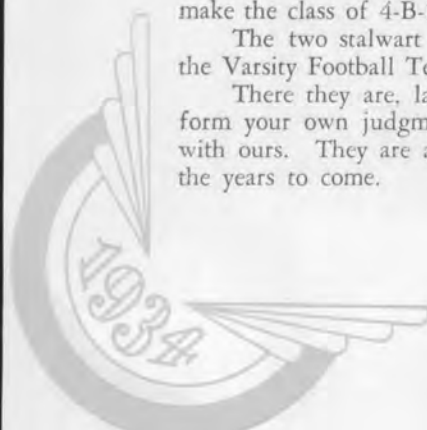 make the class of 4-B-
The two stalwart
the Varsity Football Te
There they are, la
form your own judgm
with ours. They are a
the years to come.
1934